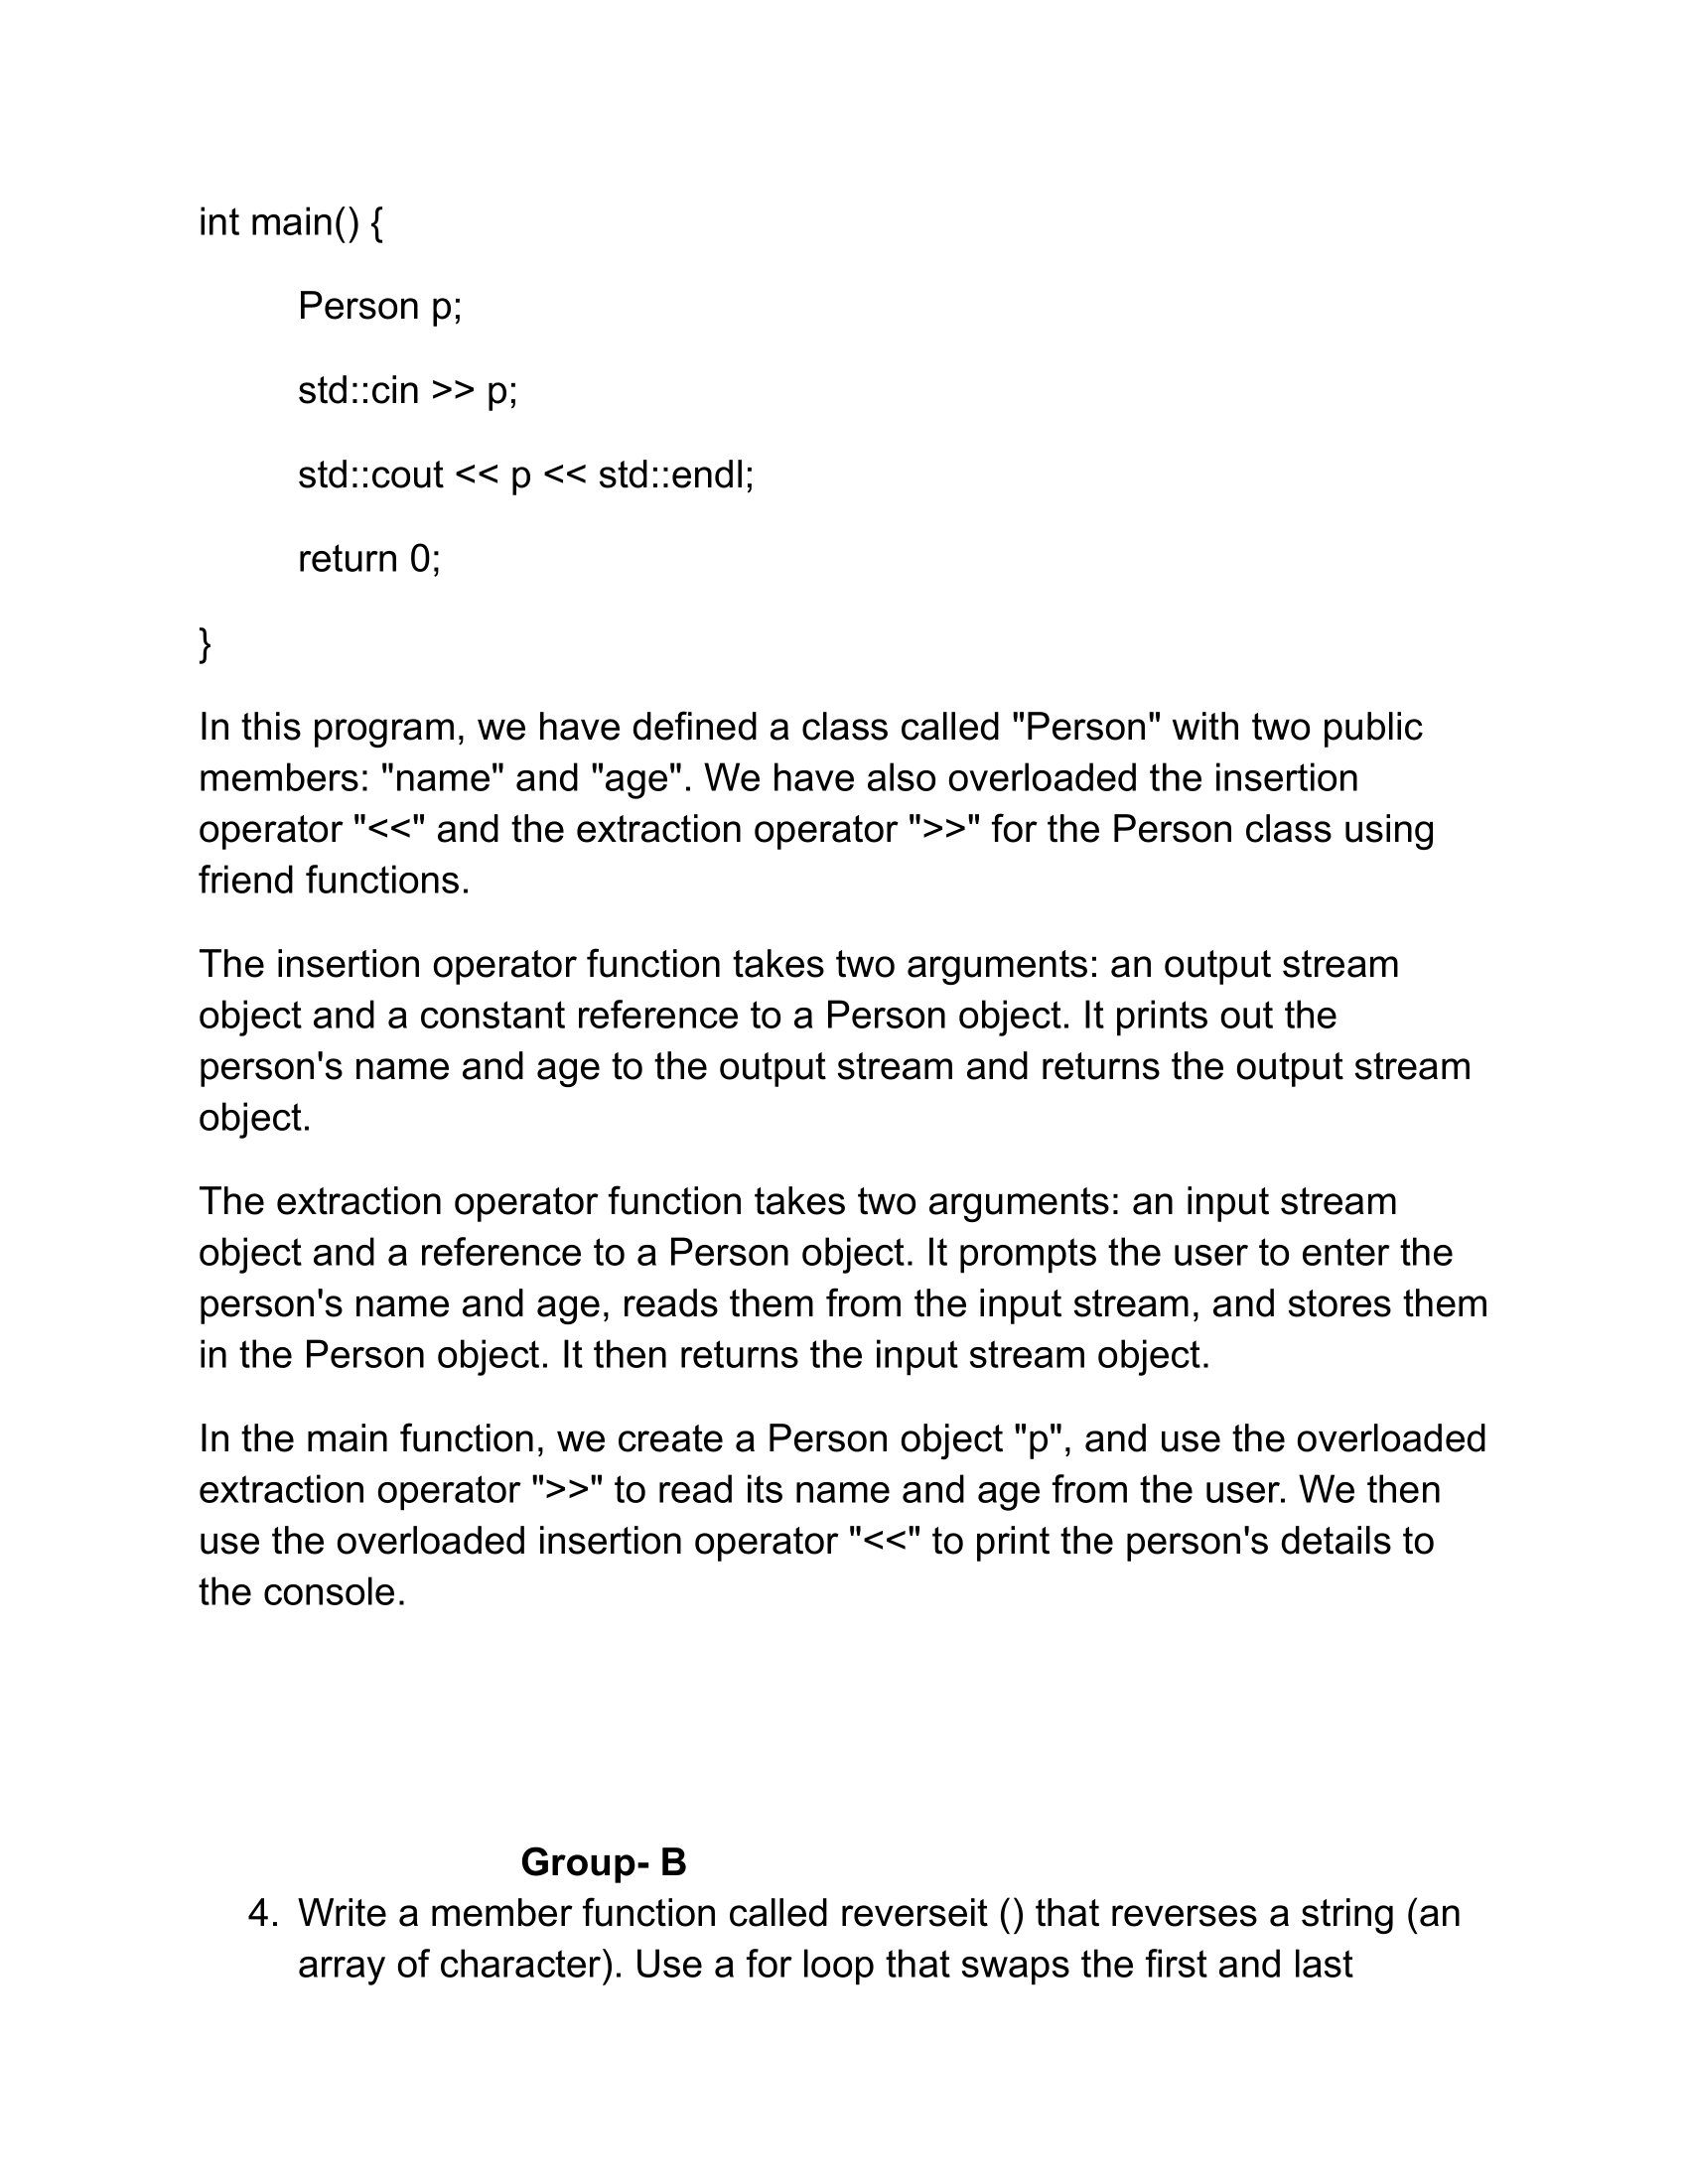 int main() {
Person p;
std::cin >> p;
std::cout << p << std::endl;
return 0;
}
In this program, we have defined a class called "Person" with two public
members: "name" and "age". We have also overloaded the insertion
operator "<<" and the extraction operator ">>" for the Person class using
friend functions.
The insertion operator function takes two arguments: an output stream
object and a constant reference to a Person object. It prints out the
person's name and age to the output stream and returns the output stream
object.
The extraction operator function takes two arguments: an input stream
object and a reference to a Person object. It prompts the user to enter the
person's name and age, reads them from the input stream, and stores them
in the Person object. It then returns the input stream object.
In the main function, we create a Person object "p", and use the overloaded
extraction operator ">>" to read its name and age from the user. We then
use the overloaded insertion operator "<<" to print the person's details to
the console.
Group- B
4. Write a member function called reverseit () that reverses a string (an
array of character). Use a for loop that swaps the first and last